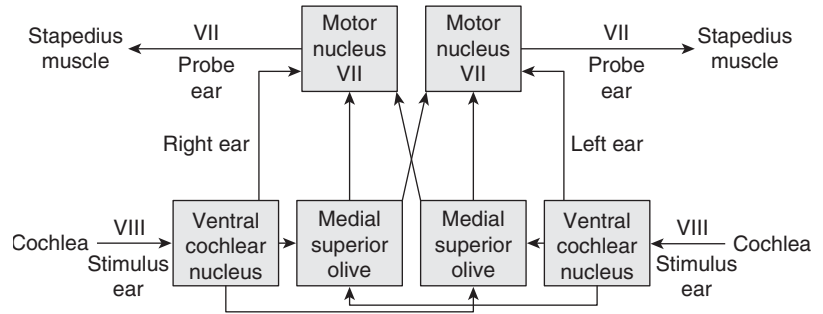 Stapedius
muscle
VII
Probe
ear
Motor
nucleus
VII
Motor
nucleus
VII
VII
Probe
ear
Stapedius
muscle
Right ear
Left ear
Cochlea
VIII
Stimulus
ear
Ventral
cochlear
nucleus
Medial
superior
olive
Medial
superior
olive
Ventral
cochlear
nucleus
VIII
Stimulus
ear
Cochlea